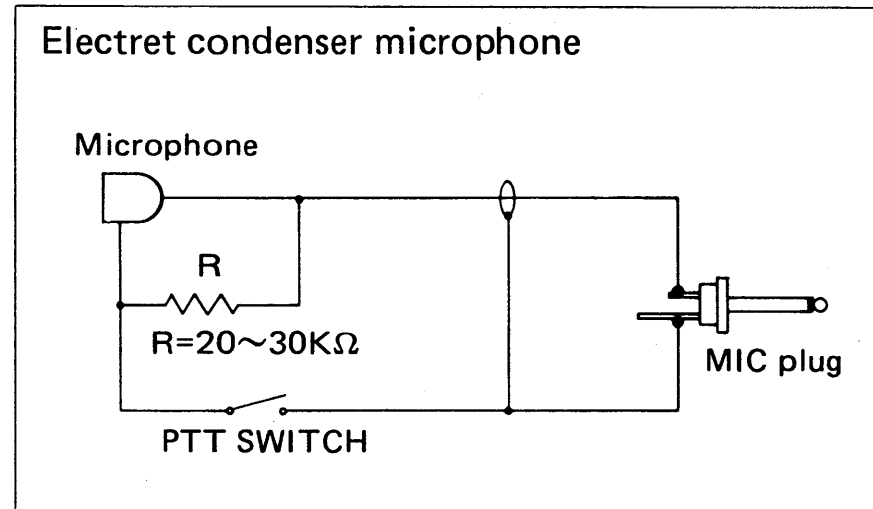 Electret condenser microphone
Microphone
R
R=20～30KΩ
MIC plug
PTT SWITCH